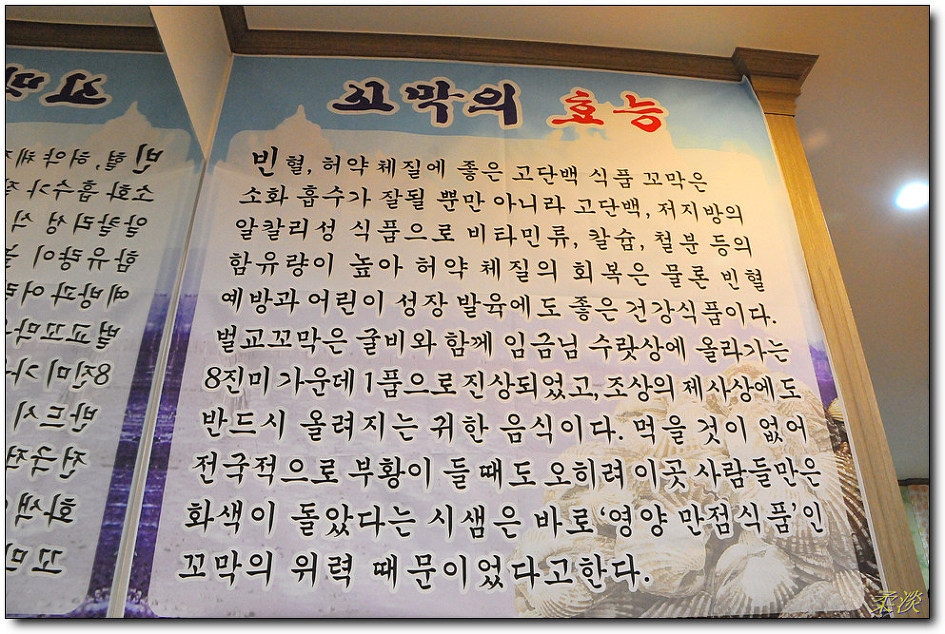 꼬막의 효능
빈혈, 허약 체질에 좋은 고단백 식품 꼬막은
소화 흡수가 잘될 뿐만 아니라 고단백, 저지방의
알칼리성 식품으로 비타민류, 칼슘, 철분 등의
함유량이 높아 허약 체질의 회복은 물론 빈혈
예방과 어린이 성장 발육에도 좋은 건강식품이다.
벌교꼬막은 굴비와 함께 임금님 수랏상에 올라가는
8진미 가운데 1품으로 진상되었고, 조상의 제사상에도
반드시 올려지는 귀한 음식이다. 먹을 것이 없어
전국적으로 부황이 들 때도 오히려 이곳 사람들만은
화색이 돌았다는 시샘은 바로 '영양 만점식품'인
꼬막의 위력 때문이었다고한다.
柔淡